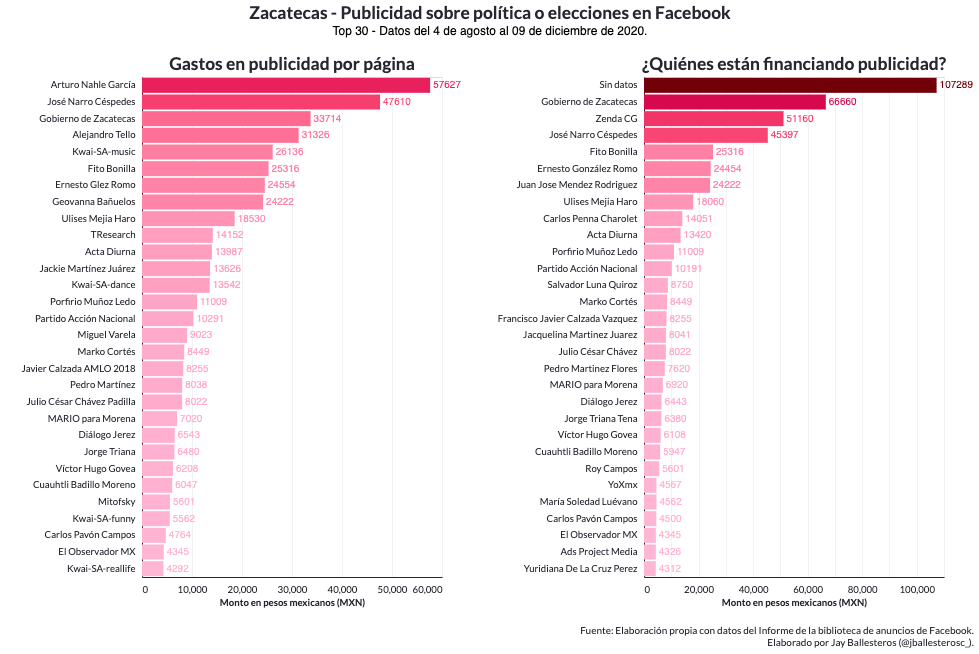 Zacatecas - Publicidad sobre política o elecciones en Facebook
Top 30 - Datos del 4 de agosto al 09 de diciembre de 2020.
Gastos en publicidad por página
Arturo Nahle García 57627
José Narro Céspedes 47610
Gobierno de Zacatecas 33714
Alejandro Tello 31326
Kwai-SA-music 26136
Fito Bonilla 25316
Ernesto Glez Romo 24554
Geovanna Bañuelos 24222
Ulises Mejia Haro 18530
TResearch 14152
Acta Diurna 13987
Jackie Martínez Juárez 13626
Kwai-SA-dance 13542
Porfirio Muñoz Ledo 11009
Partido Acción Nacional 10291
Miguel Varela 9023
Marko Cortés 8449
Javier Calzada AMLO 2018 8255
Pedro Martínez 8038
Julio César Chávez Padilla 8022
MARIO para Morena 7020
Diálogo Jerez 6543
Jorge Triana 6480
Víctor Hugo Govea 6208
Cuauhtli Badillo Moreno 6047
Mitofsky 5601
Kwai-SA-funny 5562
Carlos Pavón Campos 4764
El Observador MX 4345
Kwai-SA-reallife 4292
0 10,000 20,000 30,000 40,000 50,000 60,000
Monto en pesos mexicanos (MXN)
¿Quiénes están financiando publicidad?
Sin datos 107289
Gobierno de Zacatecas 66660
Zenda CG 51160
José Narro Céspedes 45397
Fito Bonilla 25316
Ernesto González Romo 24454
Juan Jose Mendez Rodriguez 24222
Ulises Mejia Haro 18060
Carlos Penna Charolet 14051
Acta Diurna 13420
Porfirio Muñoz Ledo 11009
Partido Acción Nacional 10191
Salvador Luna Quiroz 8750
Marko Cortés 8449
Francisco Javier Calzada Vazquez 8255
Jacquelina Martinez Juarez 8041
Julio César Chávez 8022
Pedro Martinez Flores 7620
MARIO para Morena 6920
Diálogo Jerez 6443
Jorge Triana Tena 6380
Víctor Hugo Govea 6108
Cuauhtli Badillo Moreno 5947
Roy Campos 5601
YoXmx 4567
María Soledad Luévano 4562
Carlos Pavón Campos 4500
El Observador MX 4345
Ads Project Media 4326
Yuridiana De La Cruz Perez 4312
0 20,000 40,000 60,000 80,000 100,000
Monto en pesos mexicanos (MXN)
Fuente: Elaboración propia con datos del Informe de la biblioteca de anuncios de Facebook.
Elaborado por Jay Ballesteros (@jballesterosc_).